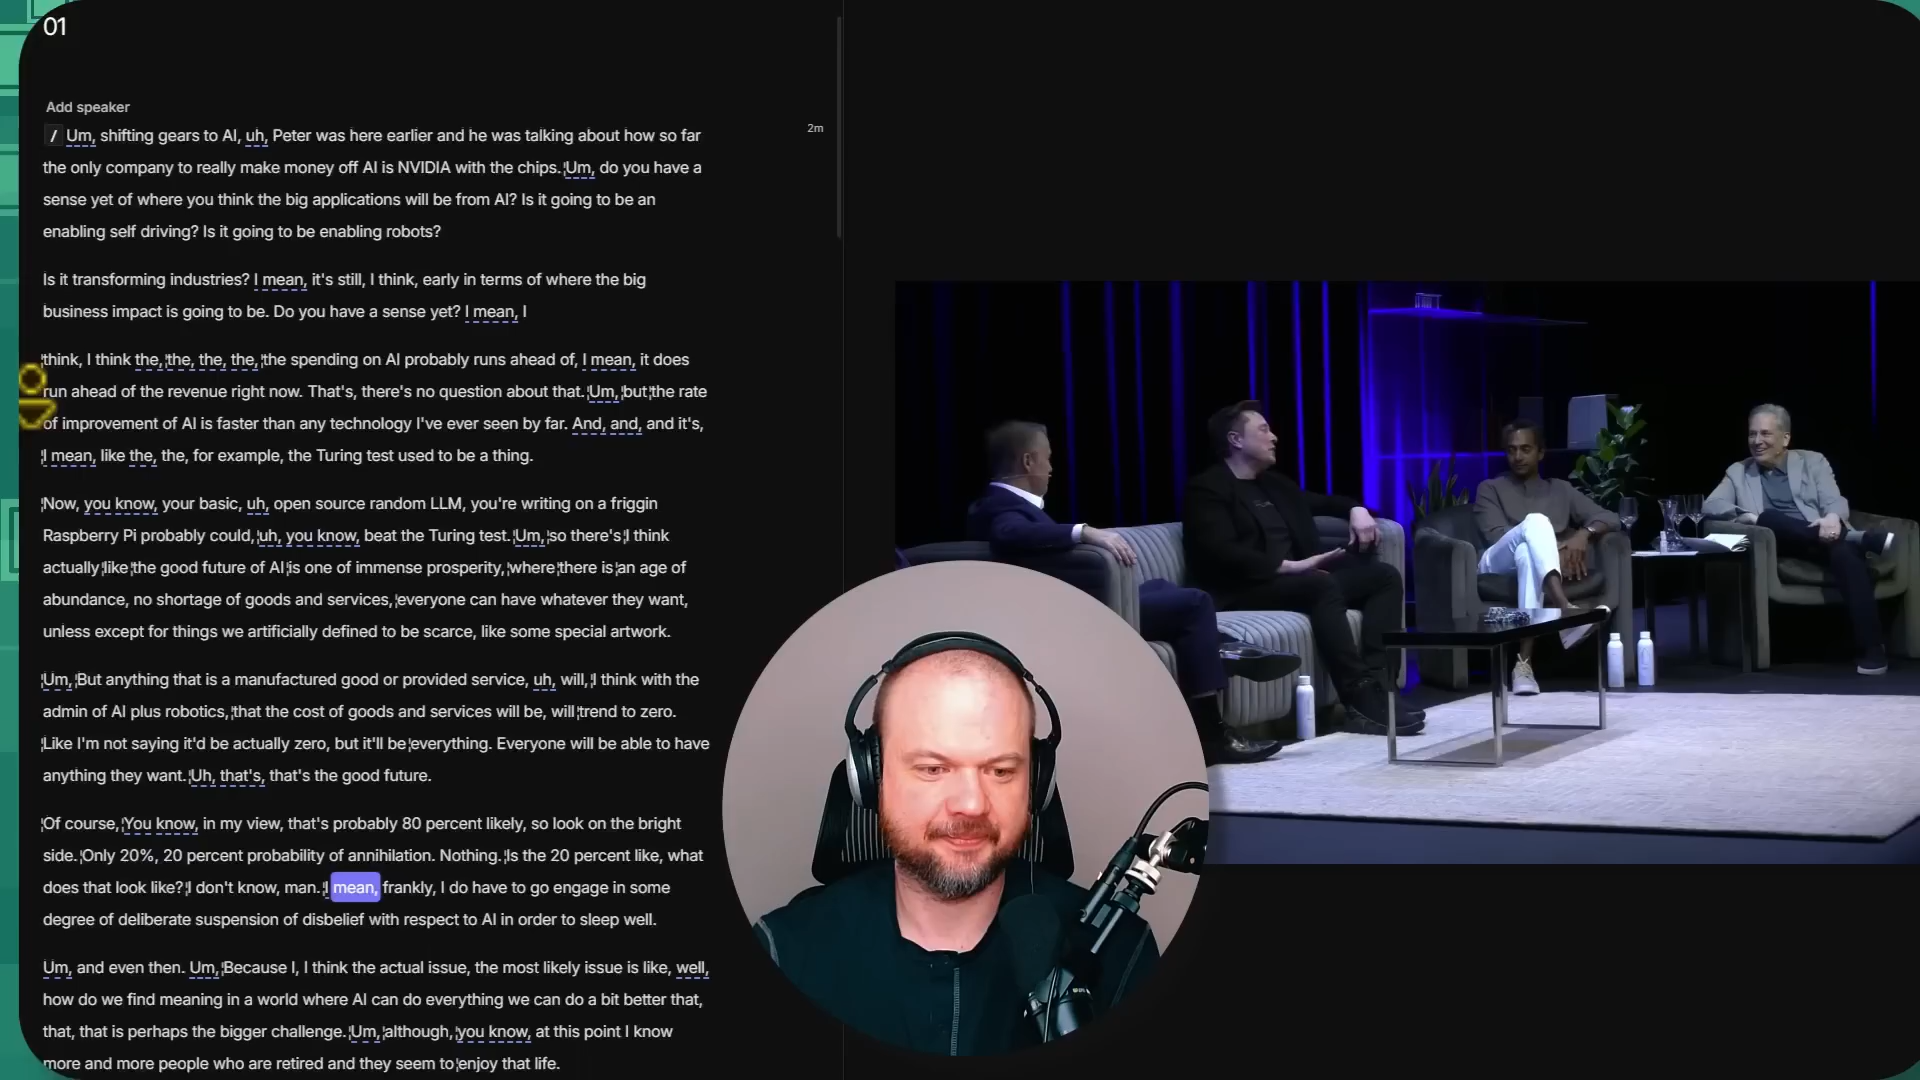 01
Add speaker
/ Um, shifting gears to AI, uh, Peter was here earlier and he was talking about how so far
2m
the only company to really make money off AI is NVIDIA with the chips. Um, do you have a
sense yet of where you think the big applications will be from AI? Is it going to be an
enabling self driving? Is it going to be enabling robots?
Is it transforming industries? I mean, it's still, I think, early in terms of where the big
business impact is going to be. Do you have a sense yet? I mean, I
think, I think the, the, the, the, the spending on AI probably runs ahead of, I mean, it does
run ahead of the revenue right now. That's, there's no question about that. Um, but the rate
of improvement of AI is faster than any technology I've ever seen by far. And, and, and it's,
I mean, like the, the, for example, the Turing test used to be a thing.
Now, you know, your basic, uh, open source random LLM, you're writing on a friggin
Raspberry Pi probably could, uh, you know, beat the Turing test. Um, so there's I think
actually like the good future of AI is one of immense prosperity, where there is an age of
abundance, no shortage of goods and services, everyone can have whatever they want,
unless except for things we artificially defined to be scarce, like some special artwork.
Um, But anything that is a manufactured good or provided service, uh, will, I think with the
admin of AI plus robotics, that the cost of goods and services will be, will trend to zero.
Like I'm not saying it'd be actually zero, but it'll be everything. Everyone will be able to have
anything they want. Uh, that's, that's the good future.
Of course, You know, in my view, that's probably 80 percent likely, so look on the bright
side. Only 20%, 20 percent probability of annihilation. Nothing. Is the 20 percent like, what
does that look like? I don't know, man. I mean, frankly, I do have to go engage in some
degree of deliberate suspension of disbelief with respect to AI in order to sleep well.
Um, and even then. Um, Because I, I think the actual issue, the most likely issue is like, well,
how do we find meaning in a world where AI can do everything we can do a bit better that,
that, that is perhaps the bigger challenge. Um, although, you know, at this point I know
more and more people who are retired and they seem to enjoy that life.